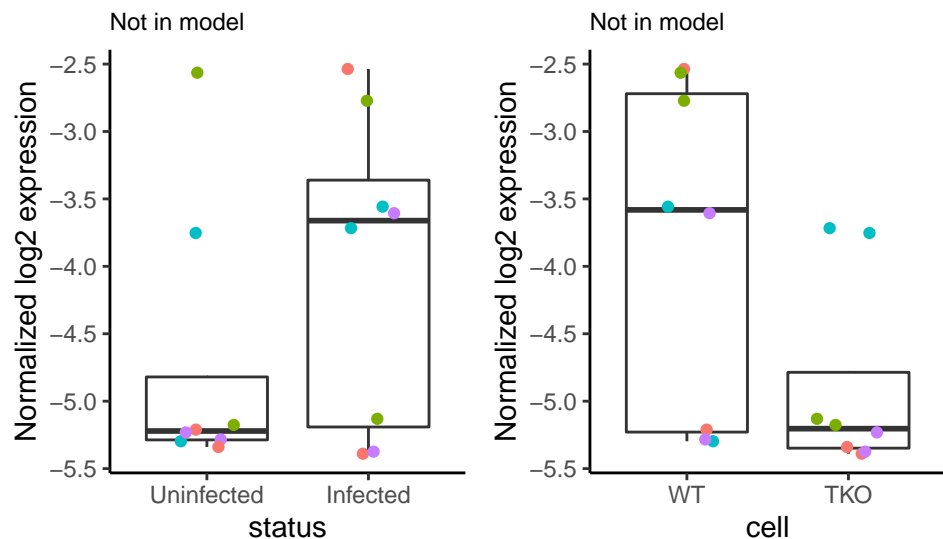 Not in model
Normalized log2 expression
−2.5
−3.0
−3.5
−4.0
−4.5
−5.0
−5.5
Uninfected Infected
status
Not in model
Normalized log2 expression
−2.5
−3.0
−3.5
−4.0
−4.5
−5.0
−5.5
WT TKO
cell